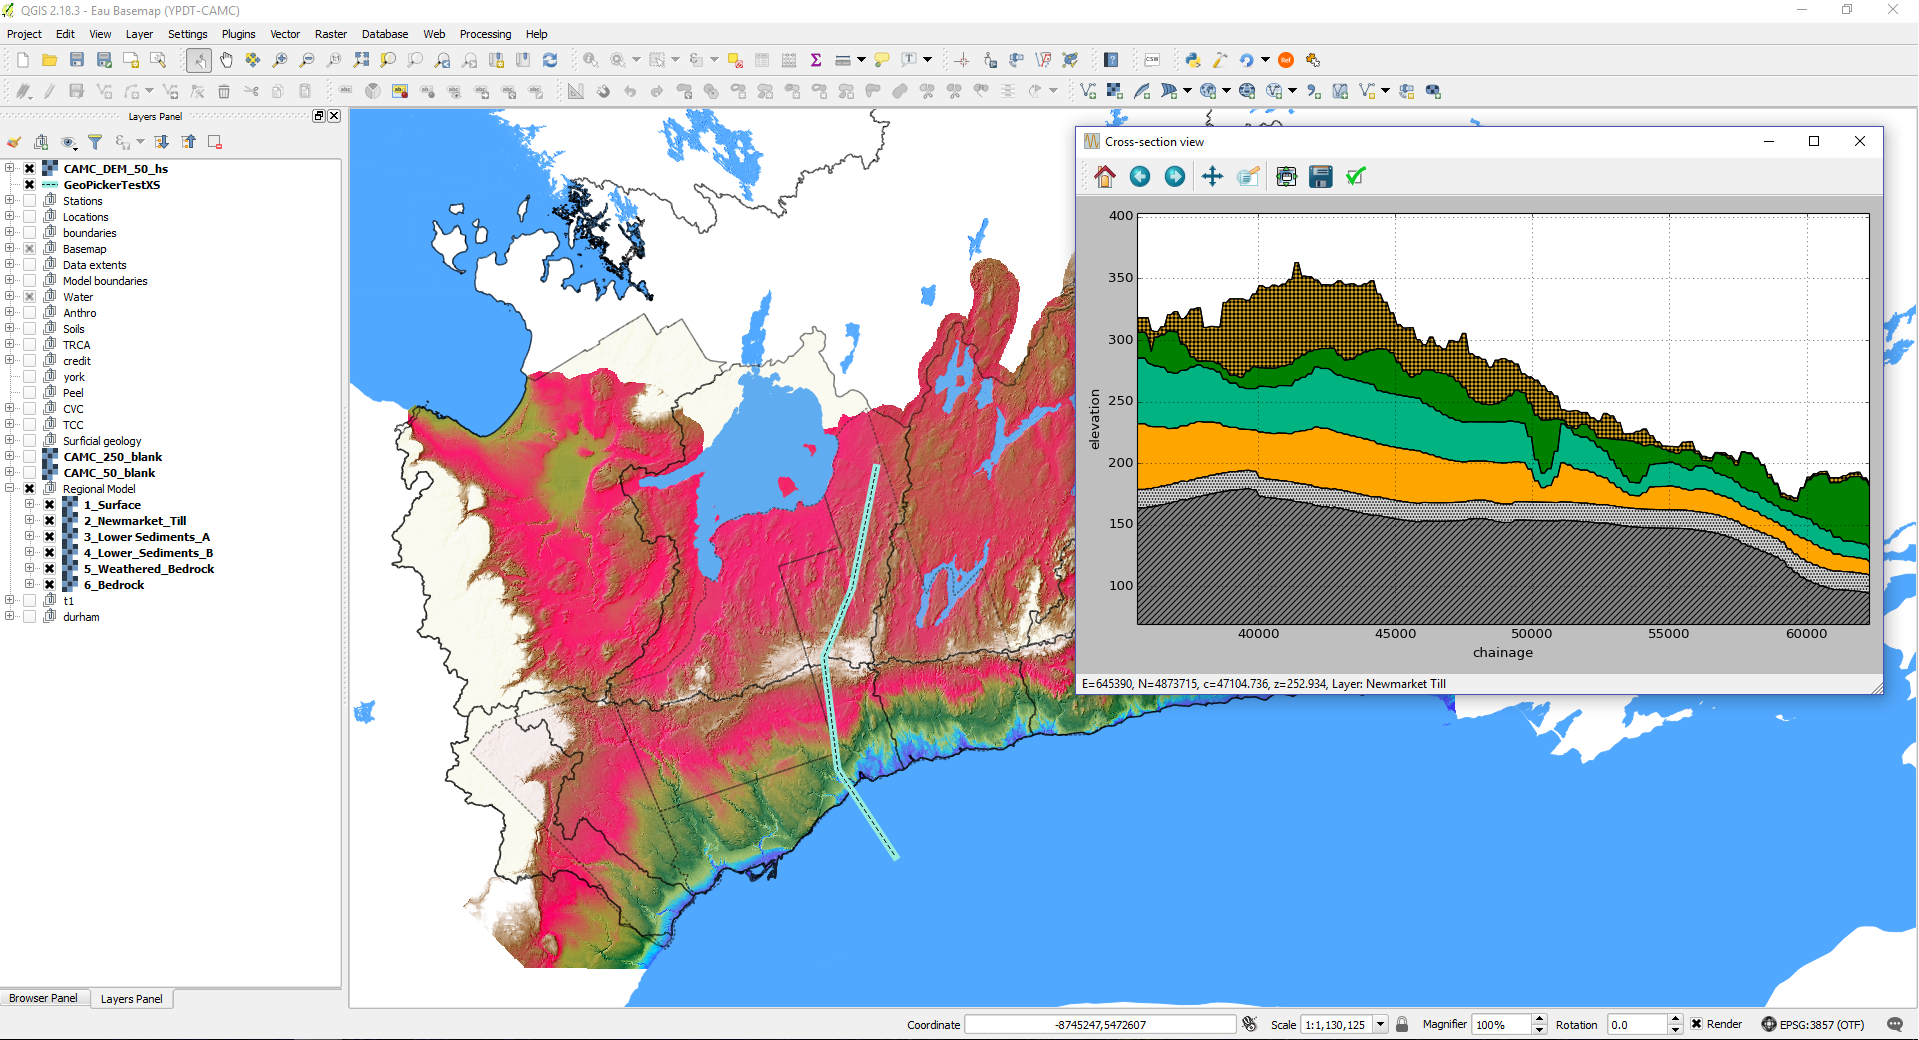 QGIS 2.18.3 - Eau Basemap (YPDT-CAMC)
Project Edit View Layer Settings Plugins Vector Raster Database Web Processing Help
Layers Panel
CAMC_DEM_50_hs
GeoPickerTestXS
Stations
Locations
boundaries
Basemap
Data extents
Model boundaries
Water
Anthro
Soils
TRCA
credit
york
Peel
CVC
TCC
Surficial geology
CAMC_250_blank
CAMC_50_blank
Regional Model
1_Surface
2_Newmarket_Till
3_Lower Sediments_A
4_Lower_Sediments_B
5_Weathered_Bedrock
6_Bedrock
t1
durham
Browser Panel Layers Panel
Cross-section view
400
350
300
250
200
150
100
elevation
40000 45000 50000 55000 60000
chainage
E=645390, N=4873715, c=47104.736, z=252.934, Layer: Newmarket Till
Coordinate -8745247,5472607 Scale 1:1,130,125 Magnifier 100% Rotation 0.0 Render EPSG:3857 (OTF)